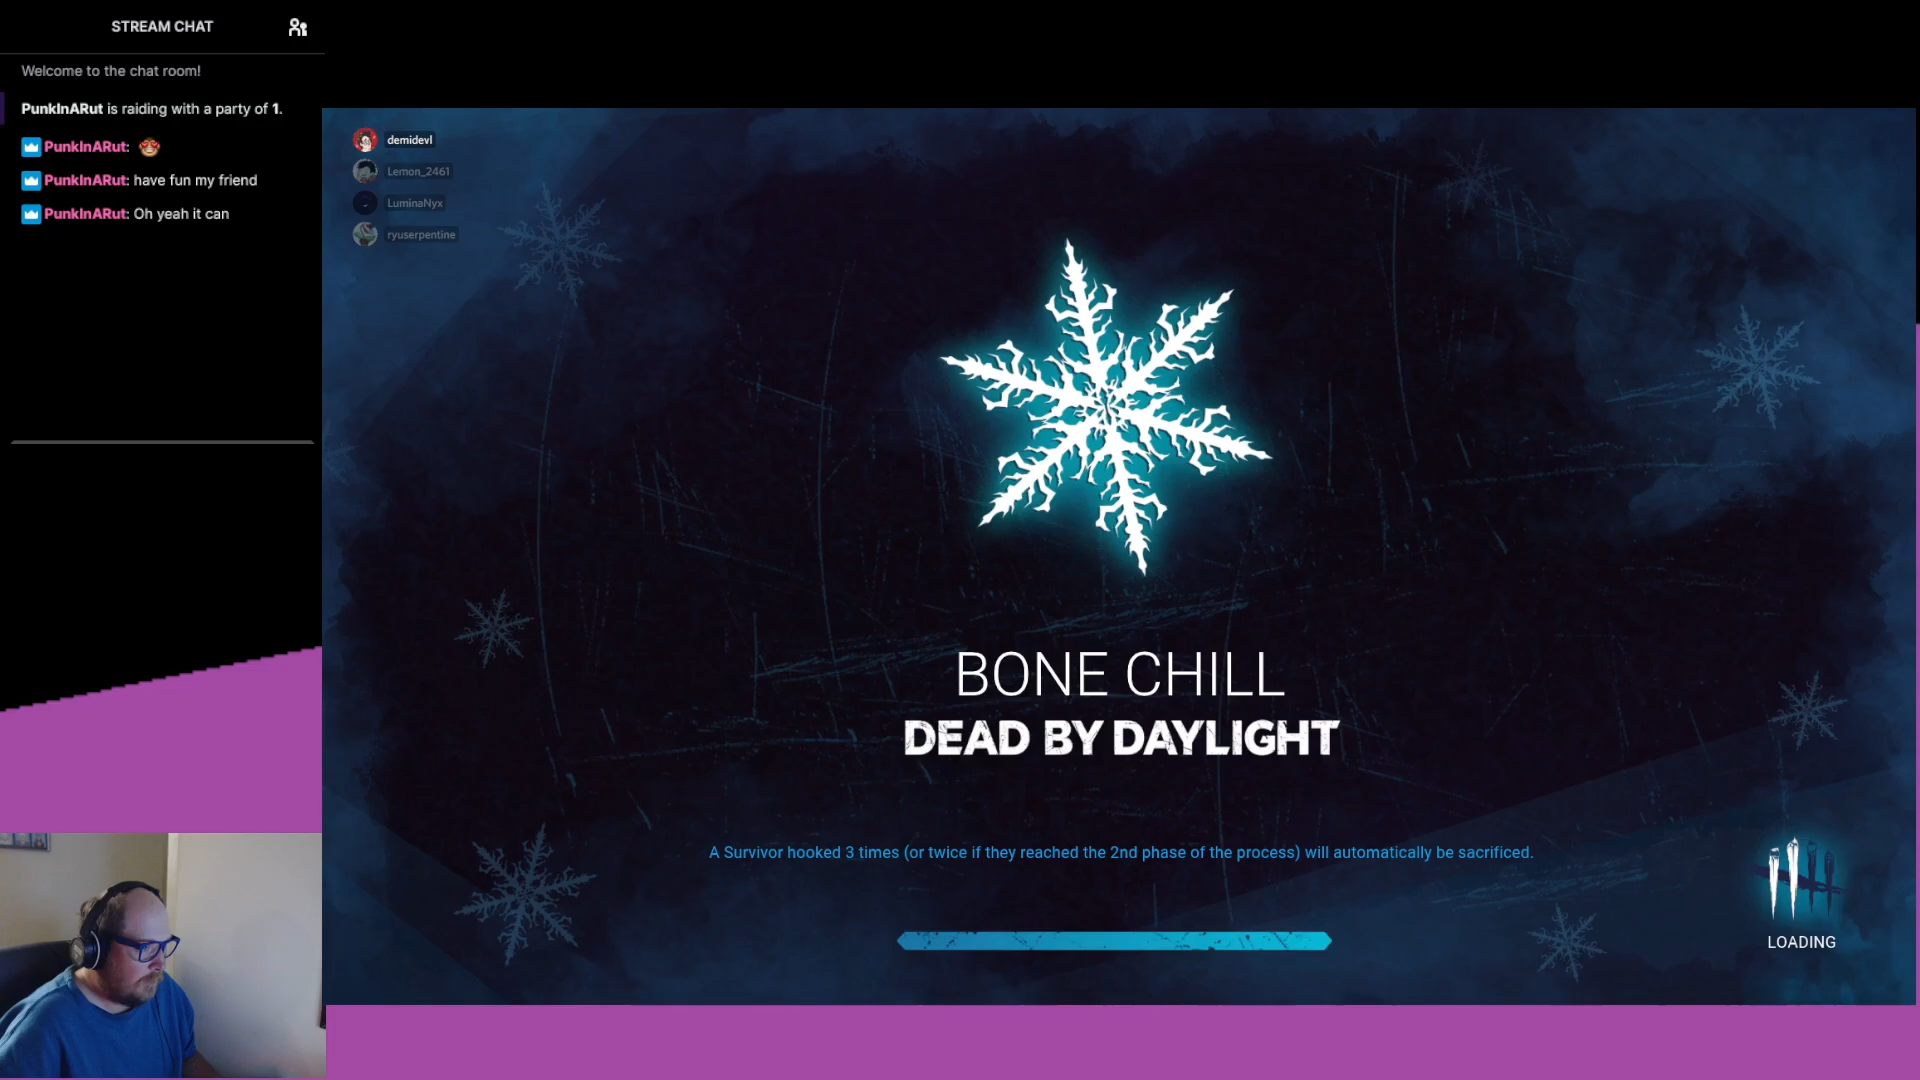 STREAM CHAT
Welcome to the chat room!
PunkInARut is raiding with a party of 1.
PunkInARut:
PunkInARut: have fun my friend
PunkInARut: Oh yeah it can
demidevl
Lemon_2461
LuminaNyx
ryuserpentine
BONE CHILL
DEAD BY DAYLIGHT
A Survivor hooked 3 times (or twice if they reached the 2nd phase of the process) will automatically be sacrificed.
LOADING